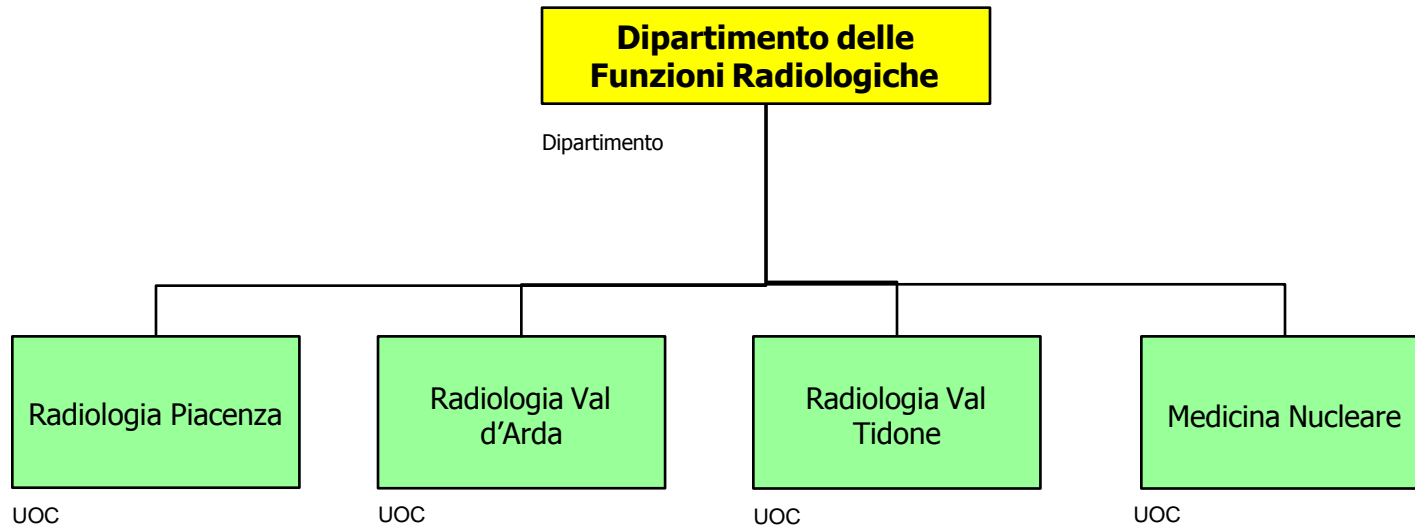 Dipartimento delle
Funzioni Radiologiche
Dipartimento
Radiologia Piacenza
UOC
Radiologia Val
d’Arda
UOC
Radiologia Val
Tidone
UOC
Medicina Nucleare
UOC